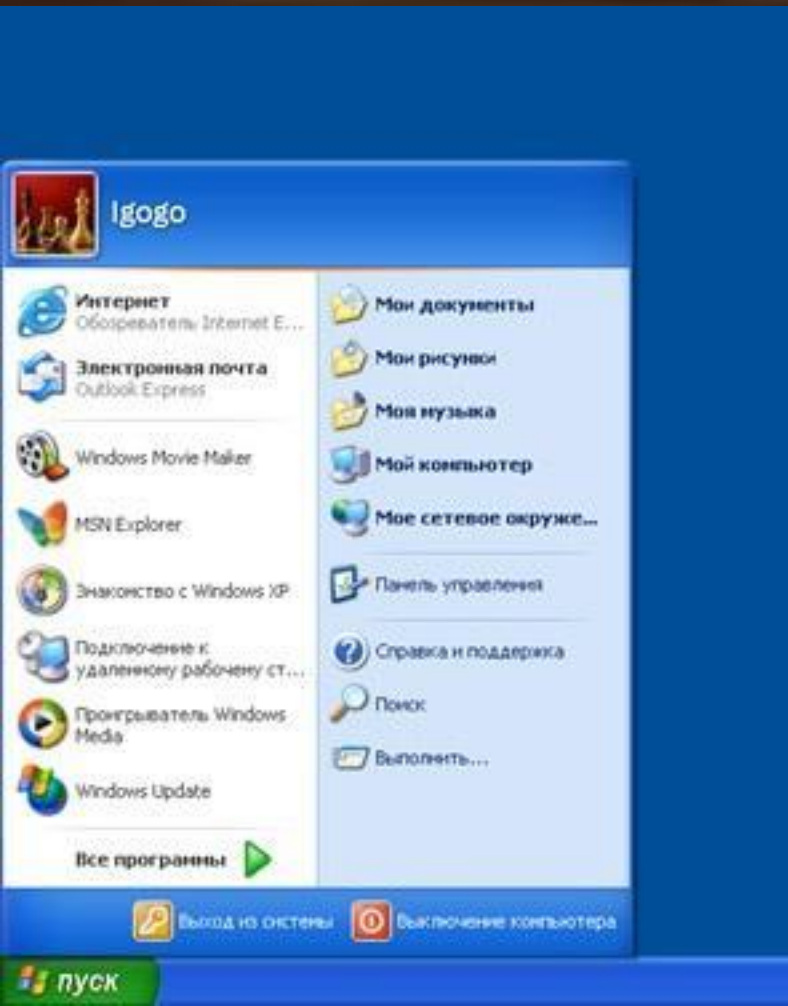 Igogo
Интернет
Обозреватель Internet E...
Электронная почта
Outlook Express
Windows Movie Maker
MSN Explorer
Знакомство с Windows XP
Подключение к
удаленному рабочему ст...
Проигрыватель Windows
Media
Windows Update
Все программы
Мои документы
Мои рисунки
Моя музыка
Мой компьютер
Мое сетевое окруже...
Панель управления
Справка и поддержка
Поиск
Выполнить...
Выход из системы
Выключение компьютера
пуск